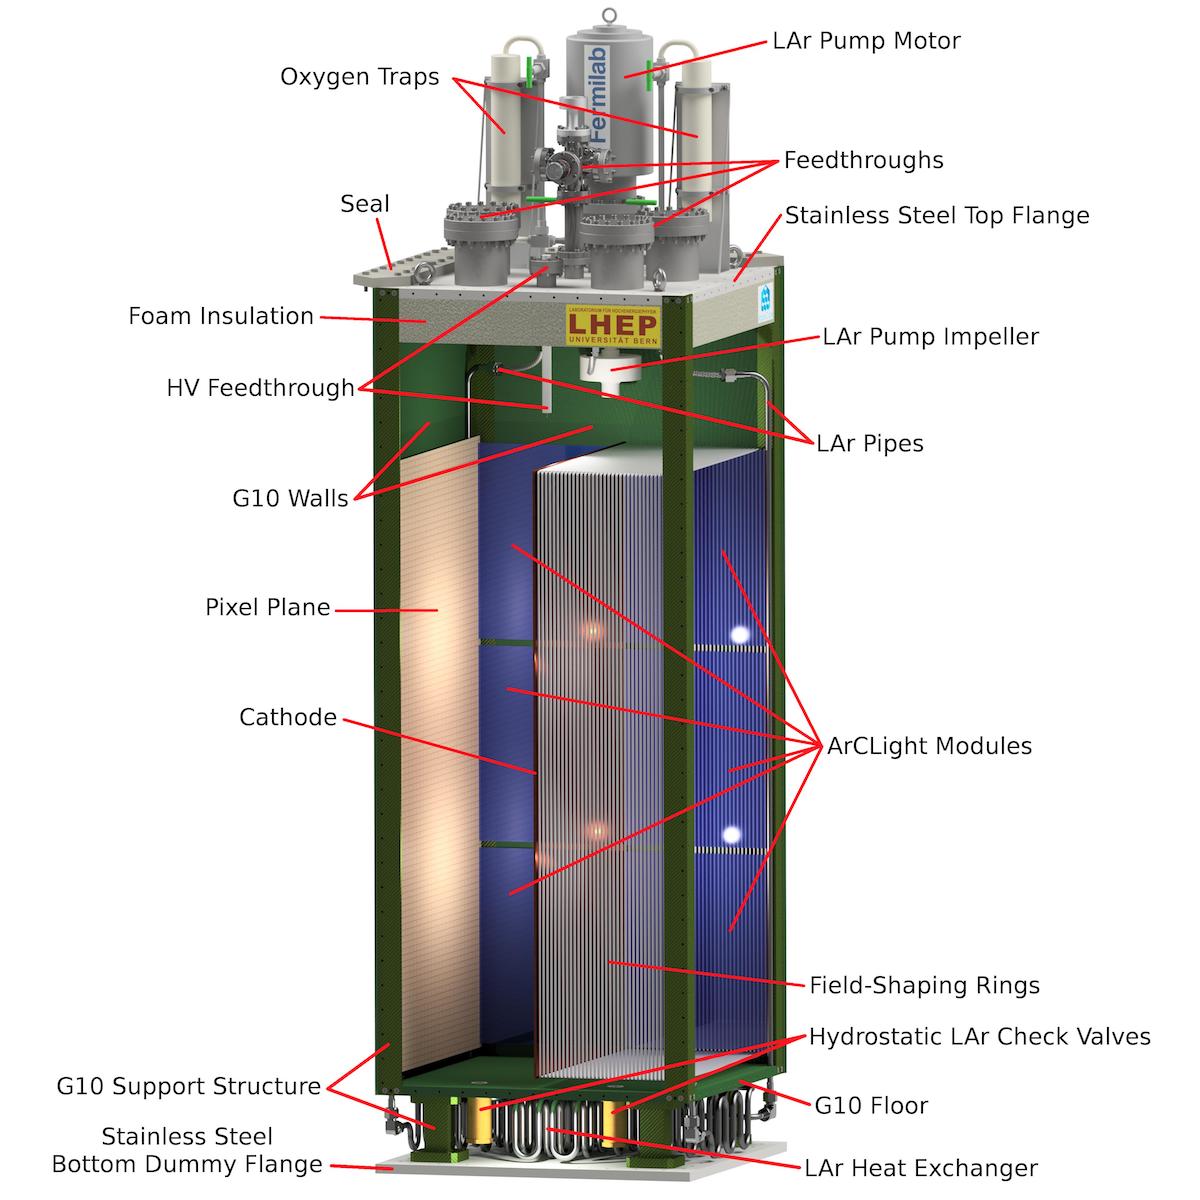 LAr Pump Motor
Oxygen Traps
Fermilab
Feedthroughs
Seal
Stainless Steel Top Flange
Foam Insulation
LABORATORIUM FÜR HOCHENERGIEPHYSIK
LHEP
UNIVERSITÄT BERN
LAr Pump Impeller
HV Feedthrough
LAr Pipes
G10 Walls
Pixel Plane
Cathode
ArCLight Modules
Field-Shaping Rings
Hydrostatic LAr Check Valves
G10 Support Structure
G10 Floor
Stainless Steel
Bottom Dummy Flange
LAr Heat Exchanger